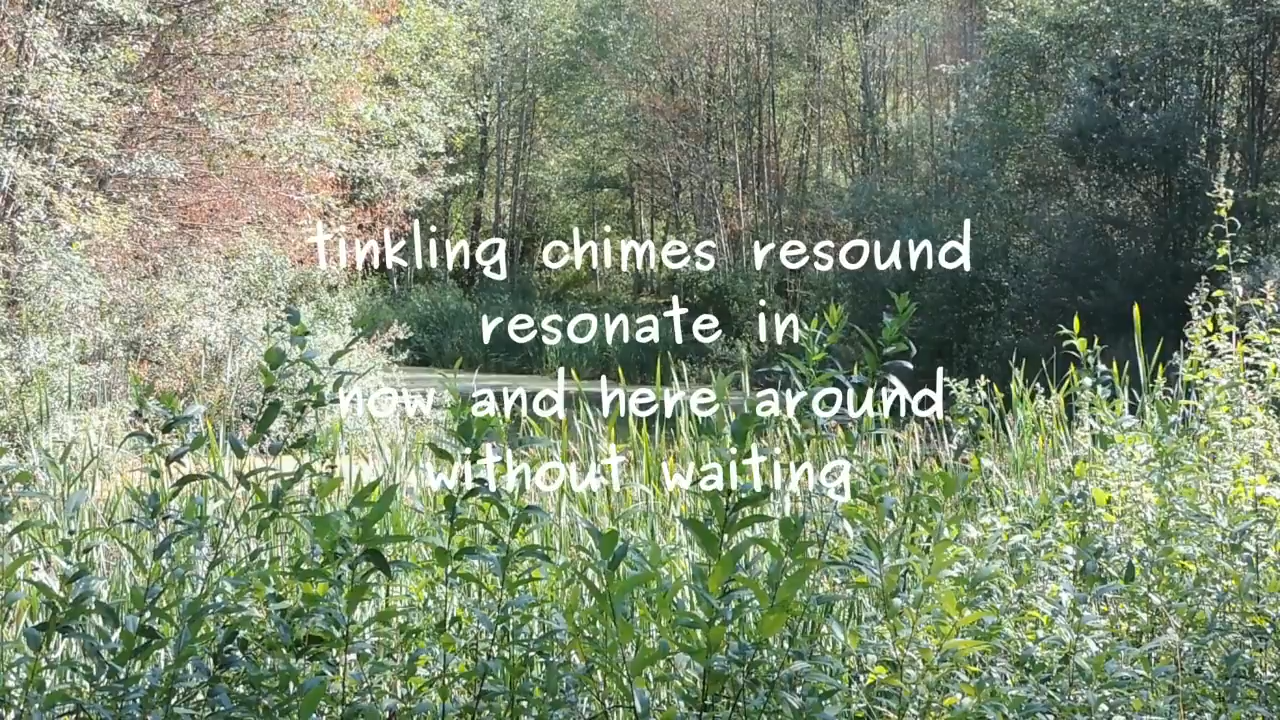 tinkling chimes resound
resonate in
now and here around
without waiting